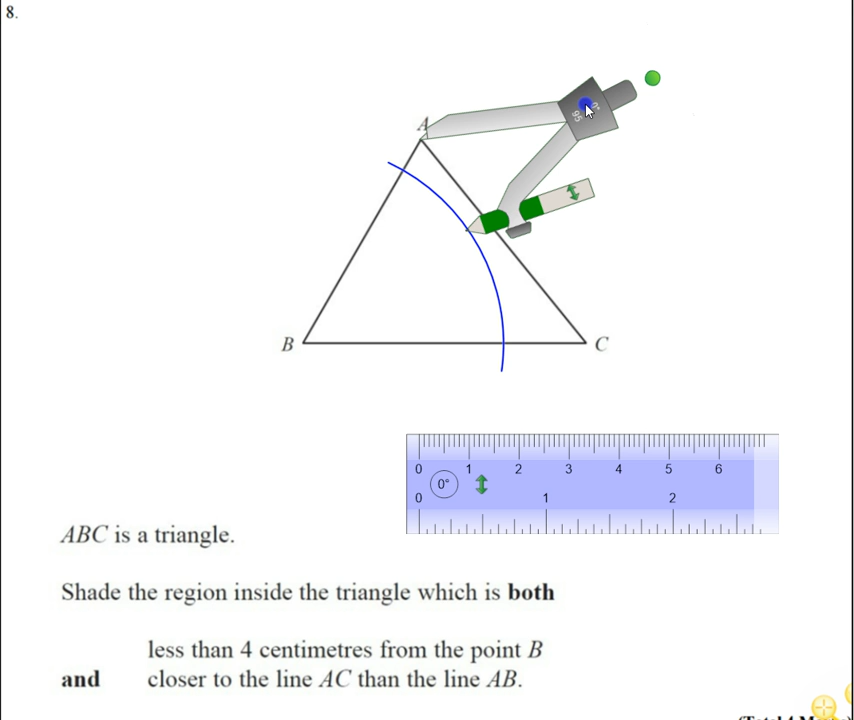 8.
A
95°
B
C
0 1 2 3 4 5 6
0°
0 1 2
ABC is a triangle.
Shade the region inside the triangle which is both
less than 4 centimetres from the point B
and closer to the line AC than the line AB.